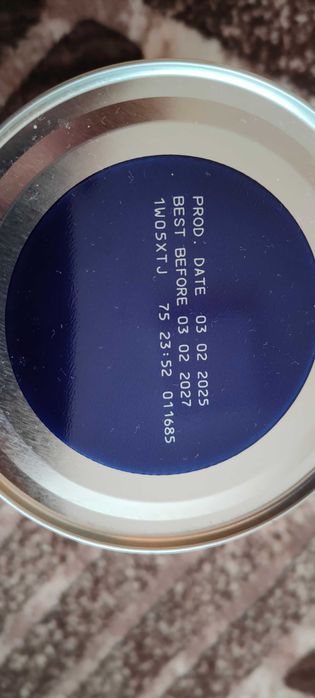 PROD. DATE 03 02 2025
BEST BEFORE 03 02 2027
1W05XTJ 75 23:52 011685